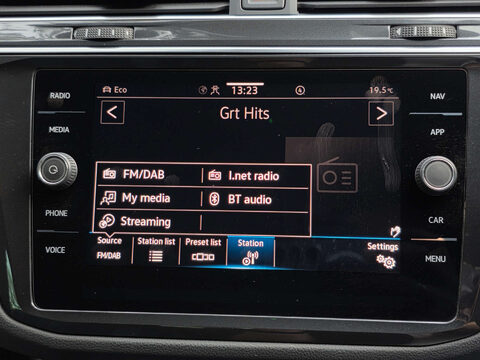 RADIO
MEDIA
PHONE
VOICE
Eco
13:23
19,5°C
Grt Hits
FM/DAB
I.net radio
My media
BT audio
Streaming
Source
FM/DAB
Station list
Preset list
Station
Settings
NAV
APP
CAR
MENU